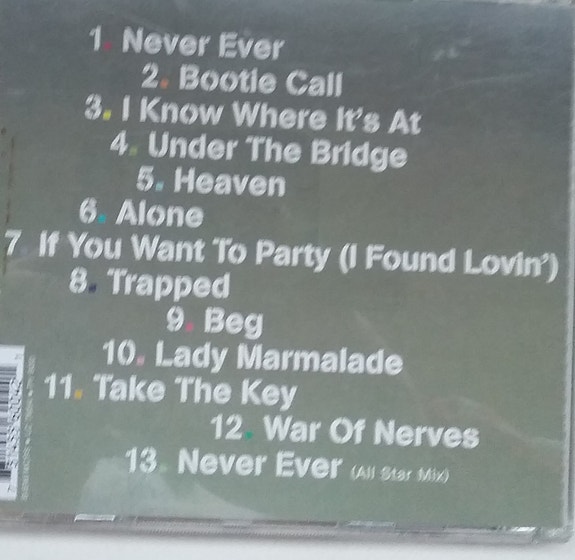 1. Never Ever
2. Bootie Call
3. I Know Where It's At
4. Under The Bridge
5. Heaven
6. Alone
7 If You Want To Party (I Found Lovin')
8. Trapped
9. Beg
10. Lady Marmalade
11. Take The Key
12. War Of Nerves
13. Never Ever (All Star Mix)